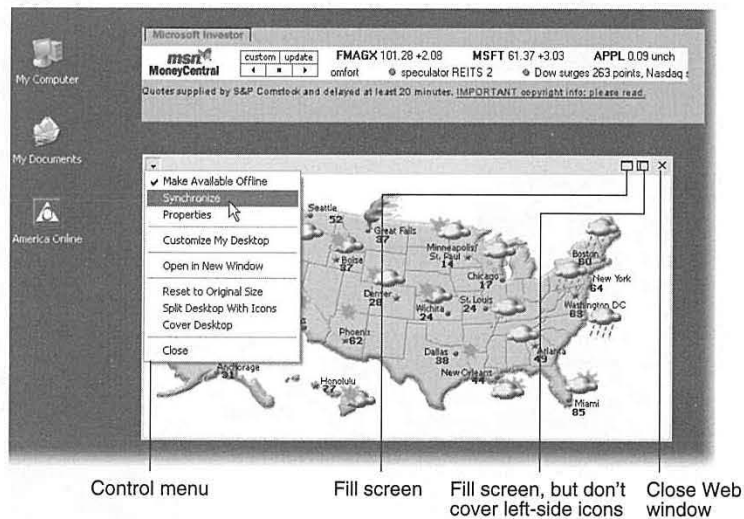 Microsoft Investor
msn
MoneyCentral
custom update
FMAGX 101.28 +2.08 MSFT 61.37 +3.03 APPL 0.09 unch
omfort speculator REITS 2 Dow surges 263 points, Nasdaq s
Quotes supplied by S&P Comstock and delayed at least 20 minutes. IMPORTANT copyright info: please read.
My Computer
My Documents
America Online
Make Available Offline
Synchronize
Properties
Customize My Desktop
Open in New Window
Reset to Original Size
Split Desktop With Icons
Cover Desktop
Close
Seattle
52
Great Falls
37
Boise
37
Minneapolis/
St. Paul
14
Chicago
17
Boston
60
New York
64
Washington DC
63
Denver
28
Wichita
24
St. Louis
24
Phoenix
62
Dallas
38
Atlanta
49
New Orleans
44
Miami
85
Anchorage
31
Honolulu
77
Control menu
Fill screen
Fill screen, but don’t
cover left-side icons
Close Web
window